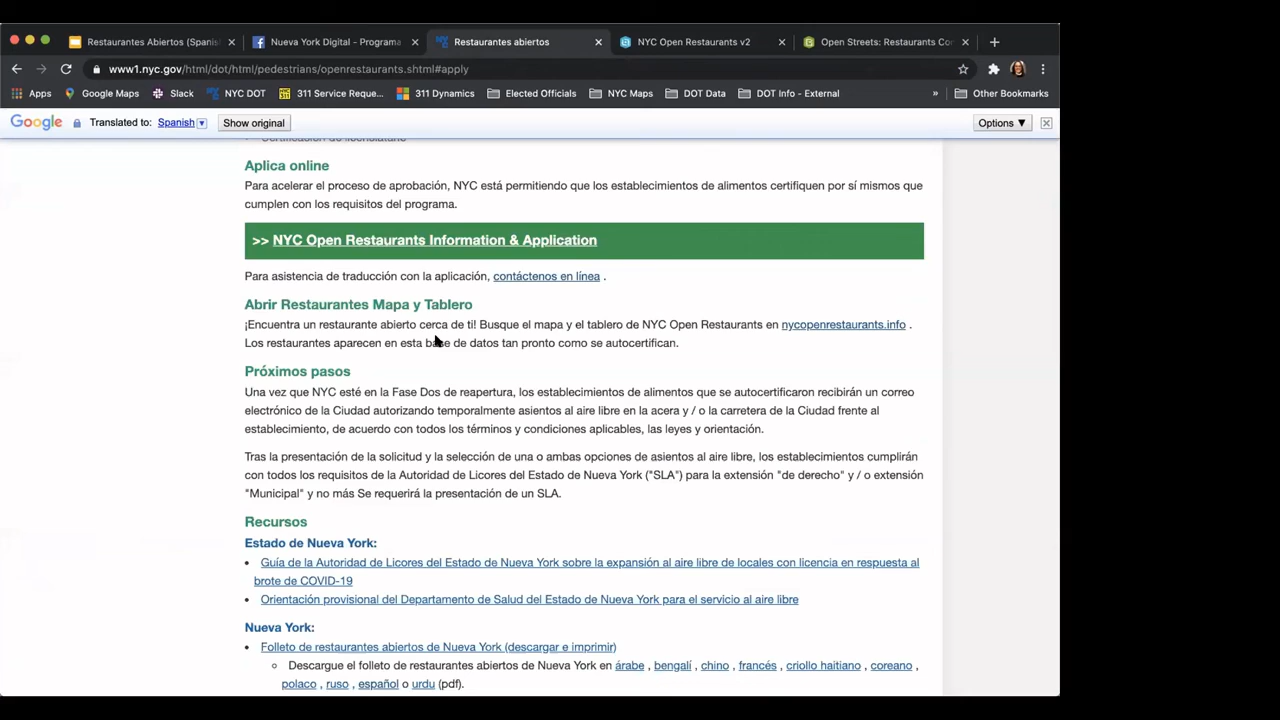 Restaurantes Abiertos (Spani
Nueva York Digital - Programa
Restaurantes abiertos
NYC Open Restaurants v2
Open Streets: Restaurants Cor
www1.nyc.gov/html/dot/html/pedestrians/openrestaurants.shtml#apply
Apps Google Maps Slack NYC DOT 311 Service Reque... 311 Dynamics Elected Officials NYC Maps DOT Data DOT Info - External » Other Bookmarks
Google Translated to: Spanish Show original Options ▼
Certificación de licenciatario
Aplica online
Para acelerar el proceso de aprobación, NYC está permitiendo que los establecimientos de alimentos certifiquen por sí mismos que
cumplen con los requisitos del programa.
>> NYC Open Restaurants Information & Application
Para asistencia de traducción con la aplicación, contáctenos en línea .
Abrir Restaurantes Mapa y Tablero
¡Encuentra un restaurante abierto cerca de ti! Busque el mapa y el tablero de NYC Open Restaurants en nycopenrestaurants.info .
Los restaurantes aparecen en esta base de datos tan pronto como se autocertifican.
Próximos pasos
Una vez que NYC esté en la Fase Dos de reapertura, los establecimientos de alimentos que se autocertificaron recibirán un correo
electrónico de la Ciudad autorizando temporalmente asientos al aire libre en la acera y / o la carretera de la Ciudad frente al
establecimiento, de acuerdo con todos los términos y condiciones aplicables, las leyes y orientación.
Tras la presentación de la solicitud y la selección de una o ambas opciones de asientos al aire libre, los establecimientos cumplirán
con todos los requisitos de la Autoridad de Licores del Estado de Nueva York ("SLA") para la extensión "de derecho" y / o extensión
"Municipal" y no más Se requerirá la presentación de un SLA.
Recursos
Estado de Nueva York:
• Guía de la Autoridad de Licores del Estado de Nueva York sobre la expansión al aire libre de locales con licencia en respuesta al
brote de COVID-19
• Orientación provisional del Departamento de Salud del Estado de Nueva York para el servicio al aire libre
Nueva York:
• Folleto de restaurantes abiertos de Nueva York (descargar e imprimir)
Descargue el folleto de restaurantes abiertos de Nueva York en árabe , bengalí , chino , francés , criollo haitiano , coreano ,
polaco , ruso , español o urdu (pdf).